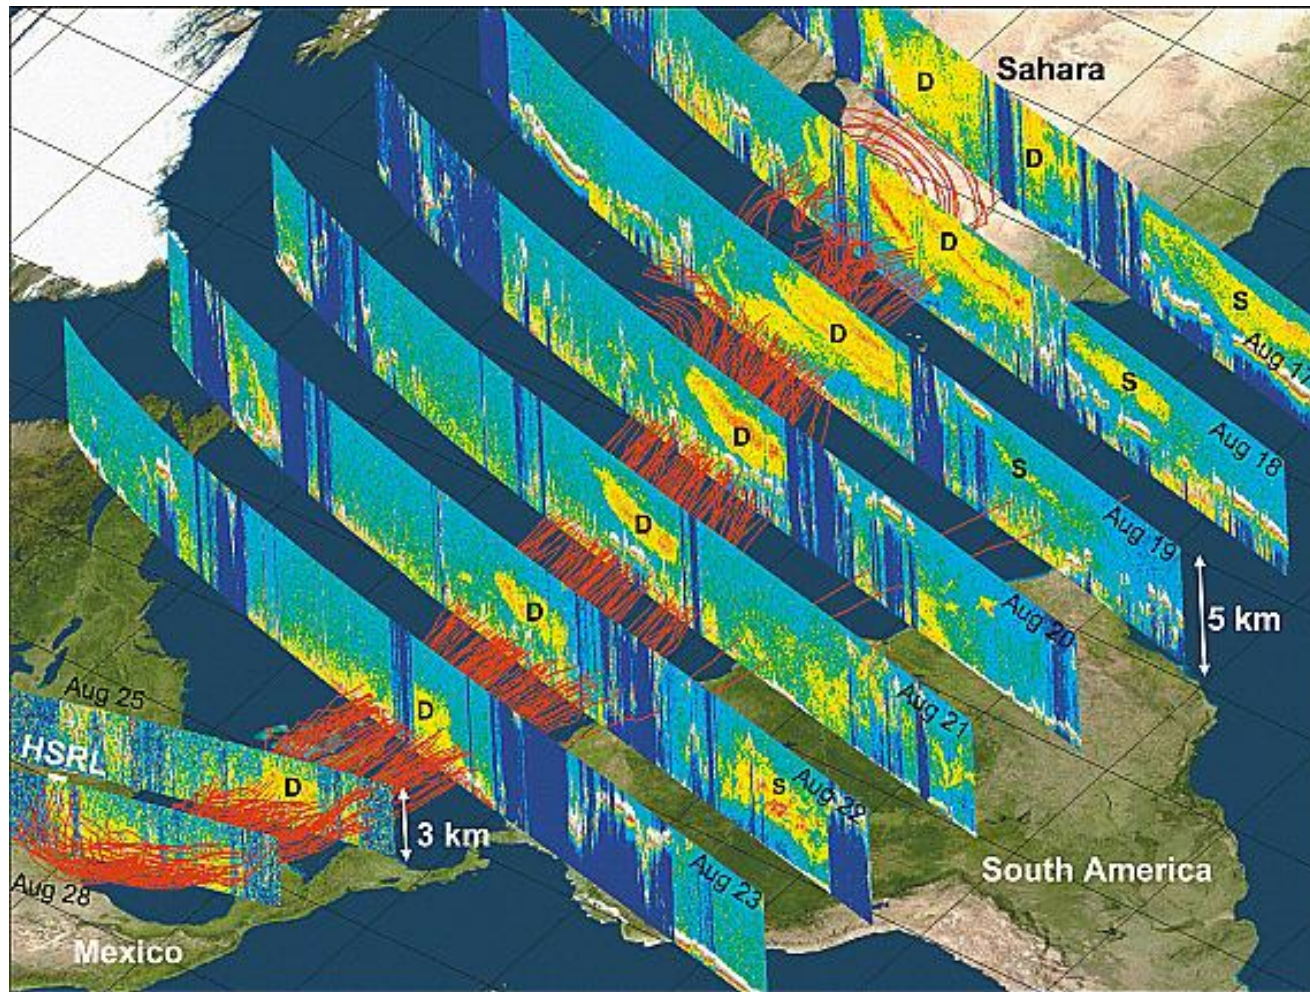 Sahara
D
D
S
Aug 17
D
S
Aug 18
D
S
Aug 19
5 km
D
Aug 20
D
Aug 21
D
S
Aug 22
D
Aug 23
Aug 25
HSRL
D
3 km
Aug 28
Mexico
South America